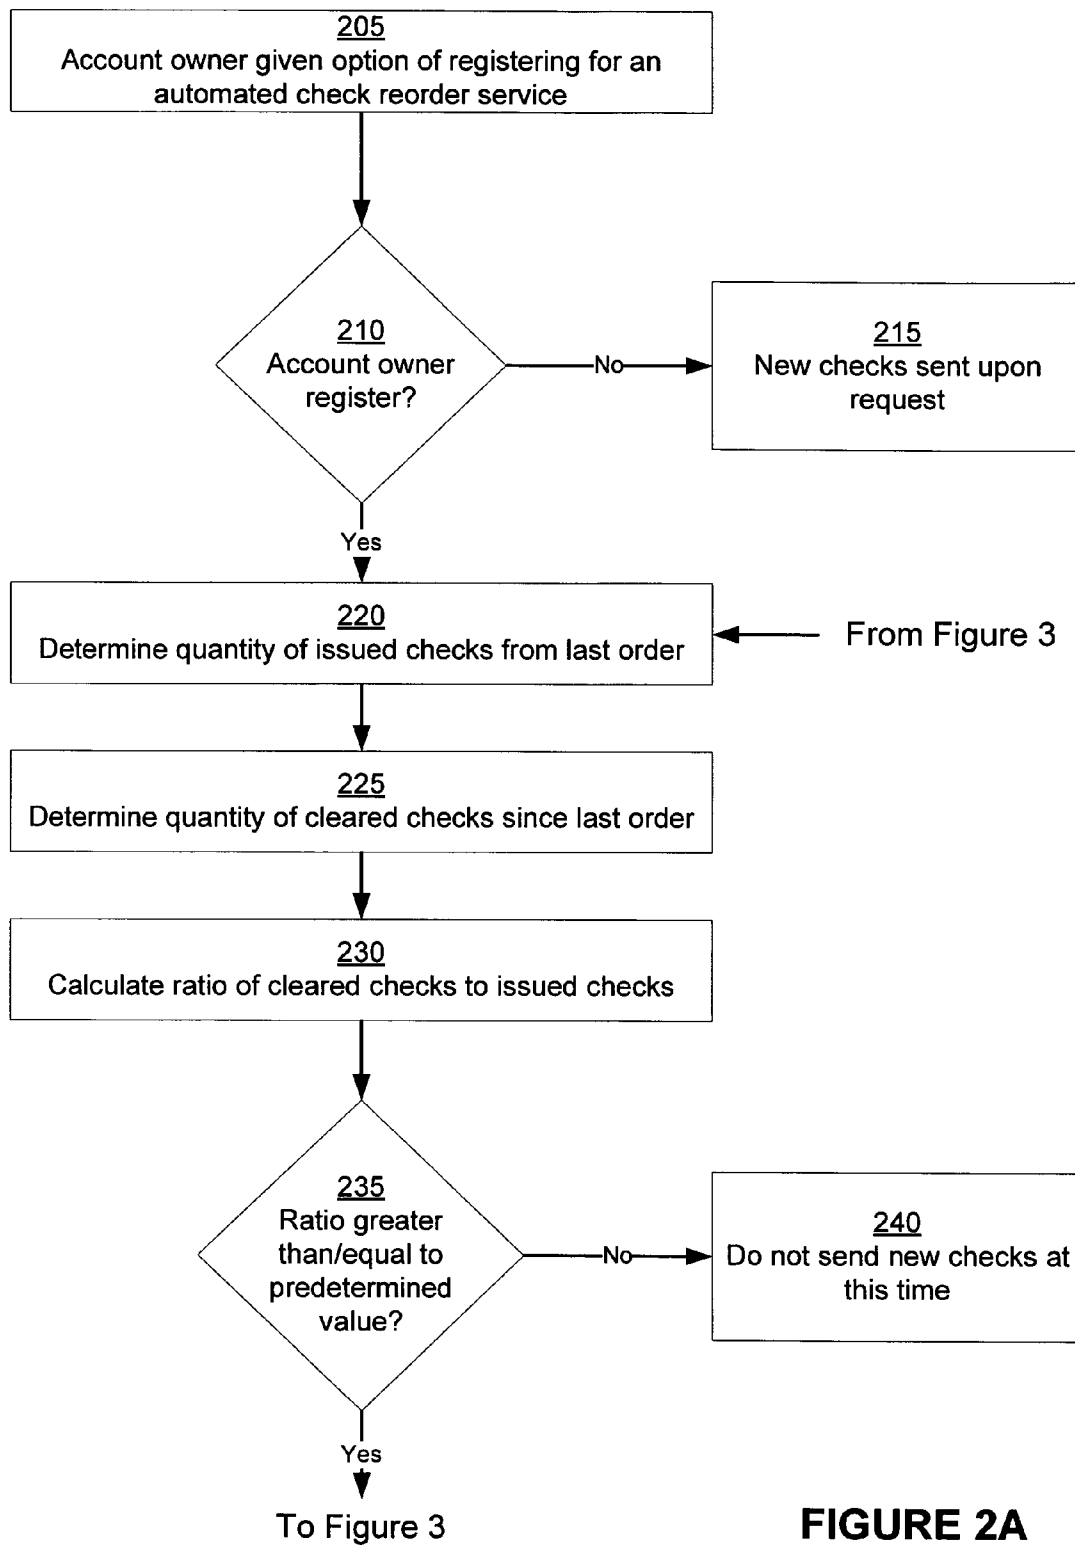 205
Account owner given option of registering for an
automated check reorder service
210
Account owner
register?
No
215
New checks sent upon
request
Yes
220
Determine quantity of issued checks from last order
From Figure 3
225
Determine quantity of cleared checks since last order
230
Calculate ratio of cleared checks to issued checks
235
Ratio greater
than/equal to
predetermined
value?
No
240
Do not send new checks at
this time
Yes
To Figure 3
FIGURE 2A